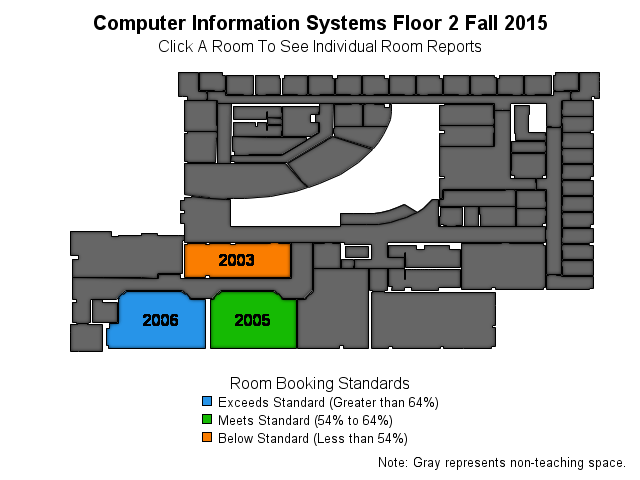 Computer Information Systems Floor 2 Fall 2015
Click A Room To See Individual Room Reports
2003
2006
2005
Room Booking Standards
Exceeds Standard (Greater than 64%)
Meets Standard (54% to 64%)
Below Standard (Less than 54%)
Note: Gray represents non-teaching space.